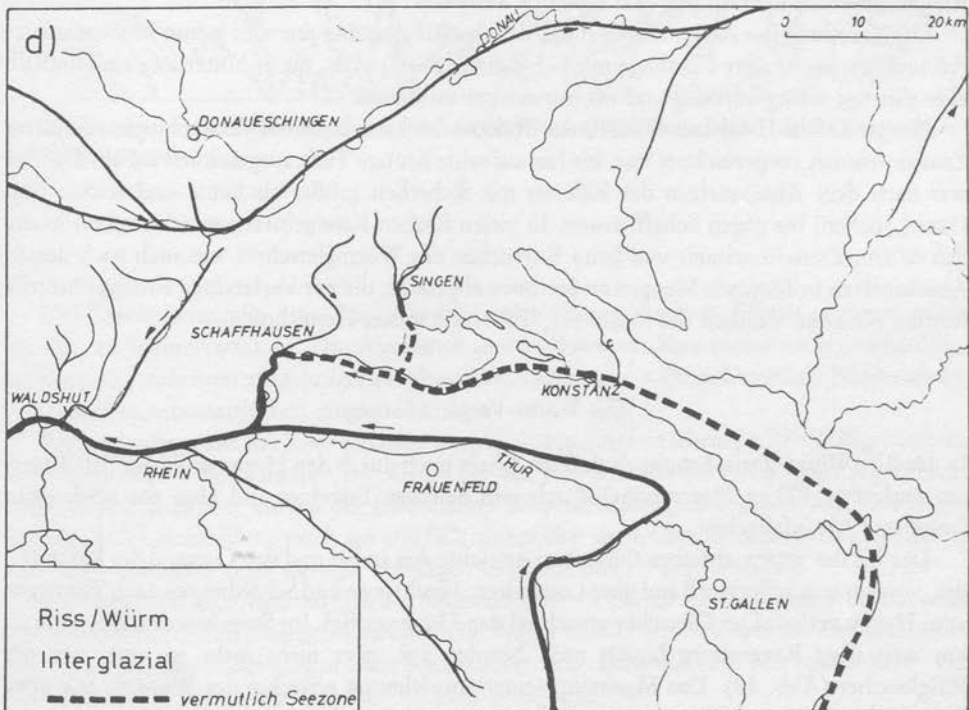 d)
0 10 20 km
DONAU
DONAUESCHINGEN
SINGEN
SCHAFFHAUSEN
KONSTANZ
WALDSHUT
RHEIN
THUR
FRAUENFELD
ST.GALLEN
Riss / Würm
Interglazial
vermutlich Seezone